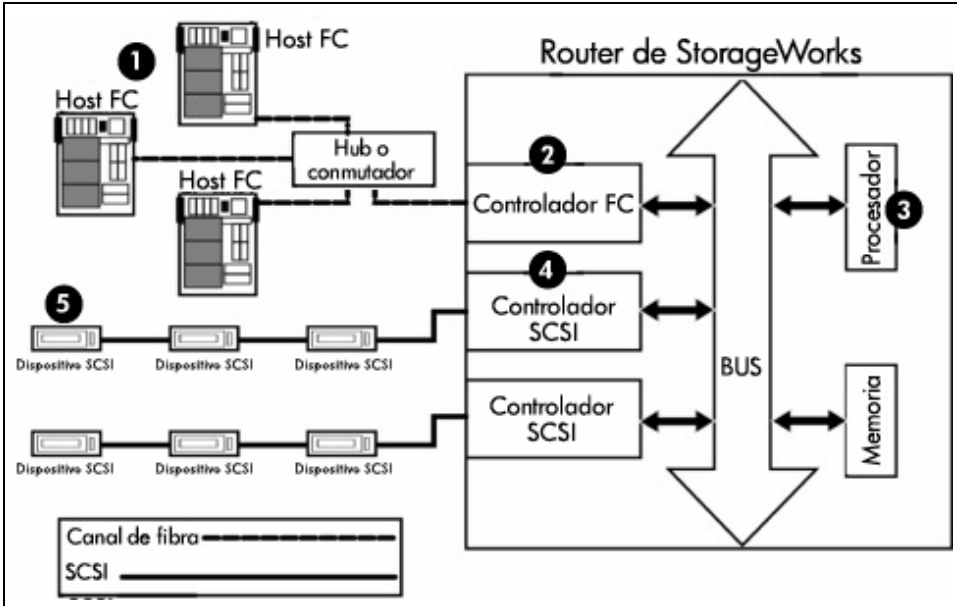 Router de StorageWorks
1
Host FC
Host FC
Host FC
Hub o
conmutador
2
Controlador FC
3
Procesador
4
Controlador
SCSI
5
Dispositivo SCSI
Dispositivo SCSI
Dispositivo SCSI
BUS
Controlador
SCSI
Memoria
Dispositivo SCSI
Dispositivo SCSI
Dispositivo SCSI
Canal de fibra
SCSI